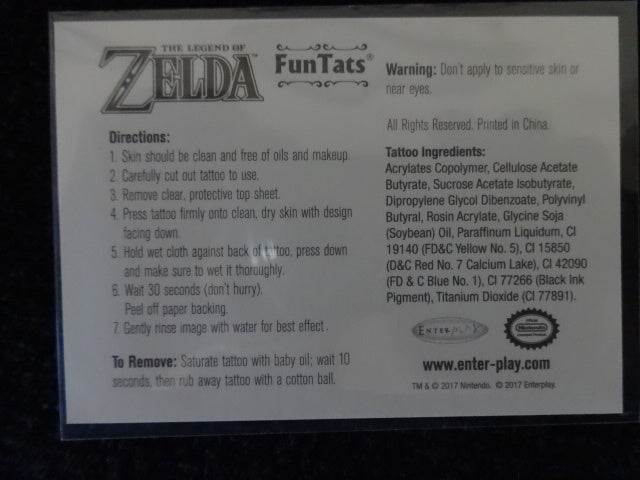 THE LEGEND OF
ZELDA™
FunTats®
Directions:
1. Skin should be clean and free of oils and makeup.
2. Carefully cut out tattoo to use.
3. Remove clear, protective top sheet.
4. Press tattoo firmly onto clean, dry skin with design
facing down.
5. Hold wet cloth against back of tattoo, press down
and make sure to wet it thoroughly.
6. Wait 30 seconds (don't hurry).
Peel off paper backing.
7. Gently rinse image with water for best effect.
To Remove: Saturate tattoo with baby oil; wait 10
seconds, then rub away tattoo with a cotton ball.
Warning: Don't apply to sensitive skin or
near eyes.
All Rights Reserved. Printed in China.
Tattoo Ingredients:
Acrylates Copolymer, Cellulose Acetate
Butyrate, Sucrose Acetate Isobutyrate,
Dipropylene Glycol Dibenzoate, Polyvinyl
Butyral, Rosin Acrylate, Glycine Soja
(Soybean) Oil, Paraffinum Liquidum, CI
19140 (FD&C Yellow No. 5), CI 15850
(D&C Red No. 7 Calcium Lake), CI 42090
(FD & C Blue No. 1), CI 77266 (Black Ink
Pigment), Titanium Dioxide (CI 77891).
ENTERPLAY
Official
Nintendo
Licensed Product
www.enter-play.com
TM & © 2017 Nintendo. © 2017 Enterplay.